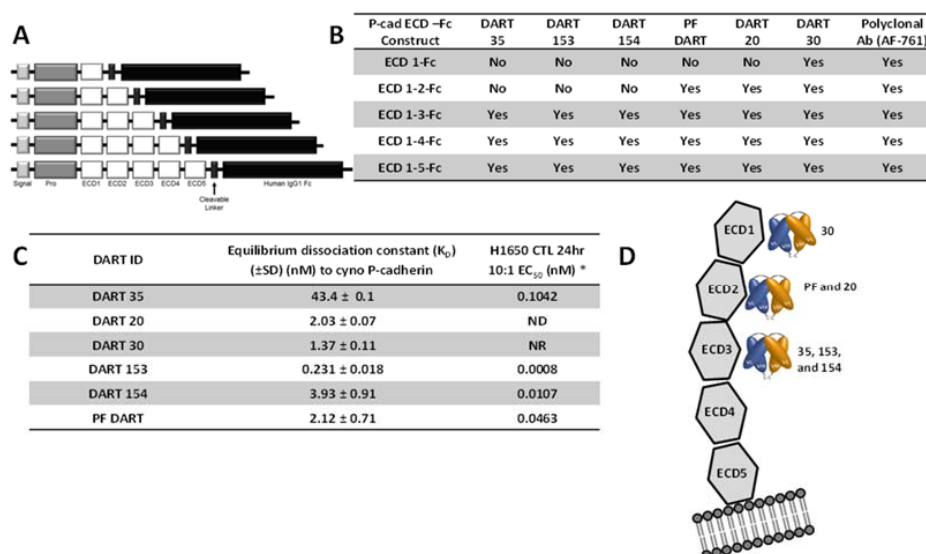 A
Signal Pro ECD1 ECD2 ECD3 ECD4 ECD5 Human IgG1 Fc
Cleavable
Linker
B
P-cad ECD –Fc Construct DART 35 DART 153 DART 154 PF DART DART 20 DART 30 Polyclonal Ab (AF-761)
ECD 1-Fc No No No No No Yes Yes
ECD 1-2-Fc No No No Yes Yes Yes Yes
ECD 1-3-Fc Yes Yes Yes Yes Yes Yes Yes
ECD 1-4-Fc Yes Yes Yes Yes Yes Yes Yes
ECD 1-5-Fc Yes Yes Yes Yes Yes Yes Yes
C
DART ID Equilibrium dissociation constant (KD) (±SD) (nM) to cyno P-cadherin H1650 CTL 24hr 10:1 EC50 (nM) *
DART 35 43.4 ± 0.1 0.1042
DART 20 2.03 ± 0.07 ND
DART 30 1.37 ± 0.11 NR
DART 153 0.231 ± 0.018 0.0008
DART 154 3.93 ± 0.91 0.0107
PF DART 2.12 ± 0.71 0.0463
D
ECD1 30
ECD2 PF and 20
ECD3 35, 153,
and 154
ECD4
ECD5